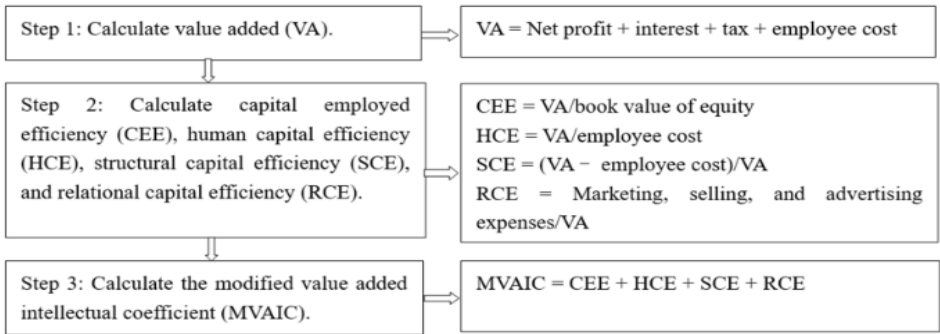 Step 1: Calculate value added (VA).
VA = Net profit + interest + tax + employee cost
Step 2: Calculate capital employed
efficiency (CEE), human capital efficiency
(HCE), structural capital efficiency (SCE),
and relational capital efficiency (RCE).
CEE = VA/book value of equity
HCE = VA/employee cost
SCE = (VA − employee cost)/VA
RCE = Marketing, selling, and advertising
expenses/VA
Step 3: Calculate the modified value added
intellectual coefficient (MVAIC).
MVAIC = CEE + HCE + SCE + RCE